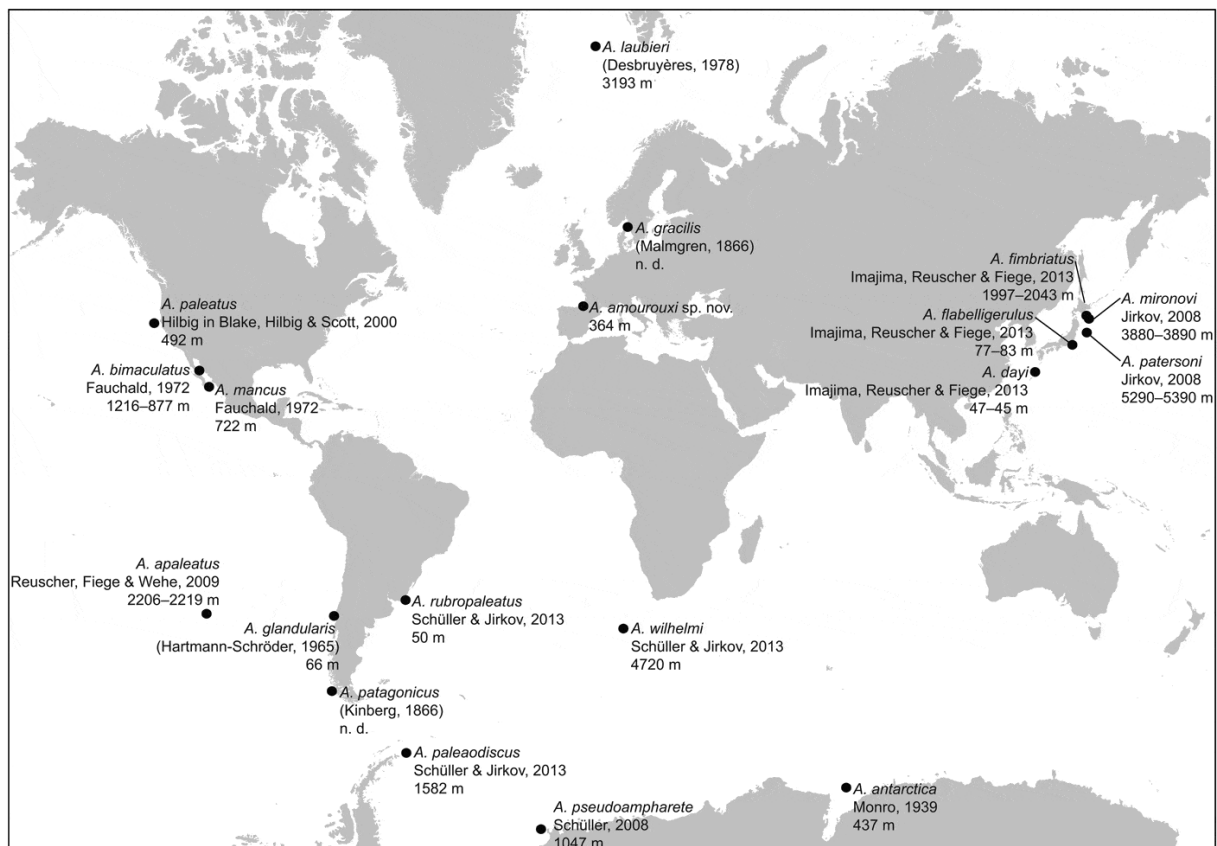 A. laubieri
(Desbruyères, 1978)
3193 m
A. gracilis
(Malmgren, 1866)
n. d.
A. fimbriatus
Imajima, Reuscher & Fiege, 2013
1997–2043 m
A. mironovi
Jirkov, 2008
3880–3890 m
A. paleatus
Hilbig in Blake, Hilbig & Scott, 2000
492 m
A. amourouxi sp. nov.
364 m
A. flabelligerulus
Imajima, Reuscher & Fiege, 2013
77–83 m
A. patersoni
Jirkov, 2008
5290–5390 m
A. bimaculatus
Fauchald, 1972
1216–877 m
A. mancus
Fauchald, 1972
722 m
A. dayi
Imajima, Reuscher & Fiege, 2013
47–45 m
A. apaleatus
Reuscher, Fiege & Wehe, 2009
2206–2219 m
A. glandularis
(Hartmann-Schröder, 1965)
66 m
A. rubropaleatus
Schüller & Jirkov, 2013
50 m
A. wilhelmi
Schüller & Jirkov, 2013
4720 m
A. patagonicus
(Kinberg, 1866)
n. d.
A. paleaodiscus
Schüller & Jirkov, 2013
1582 m
A. pseudoampharete
Schüller, 2008
1047 m
A. antarctica
Monro, 1939
437 m